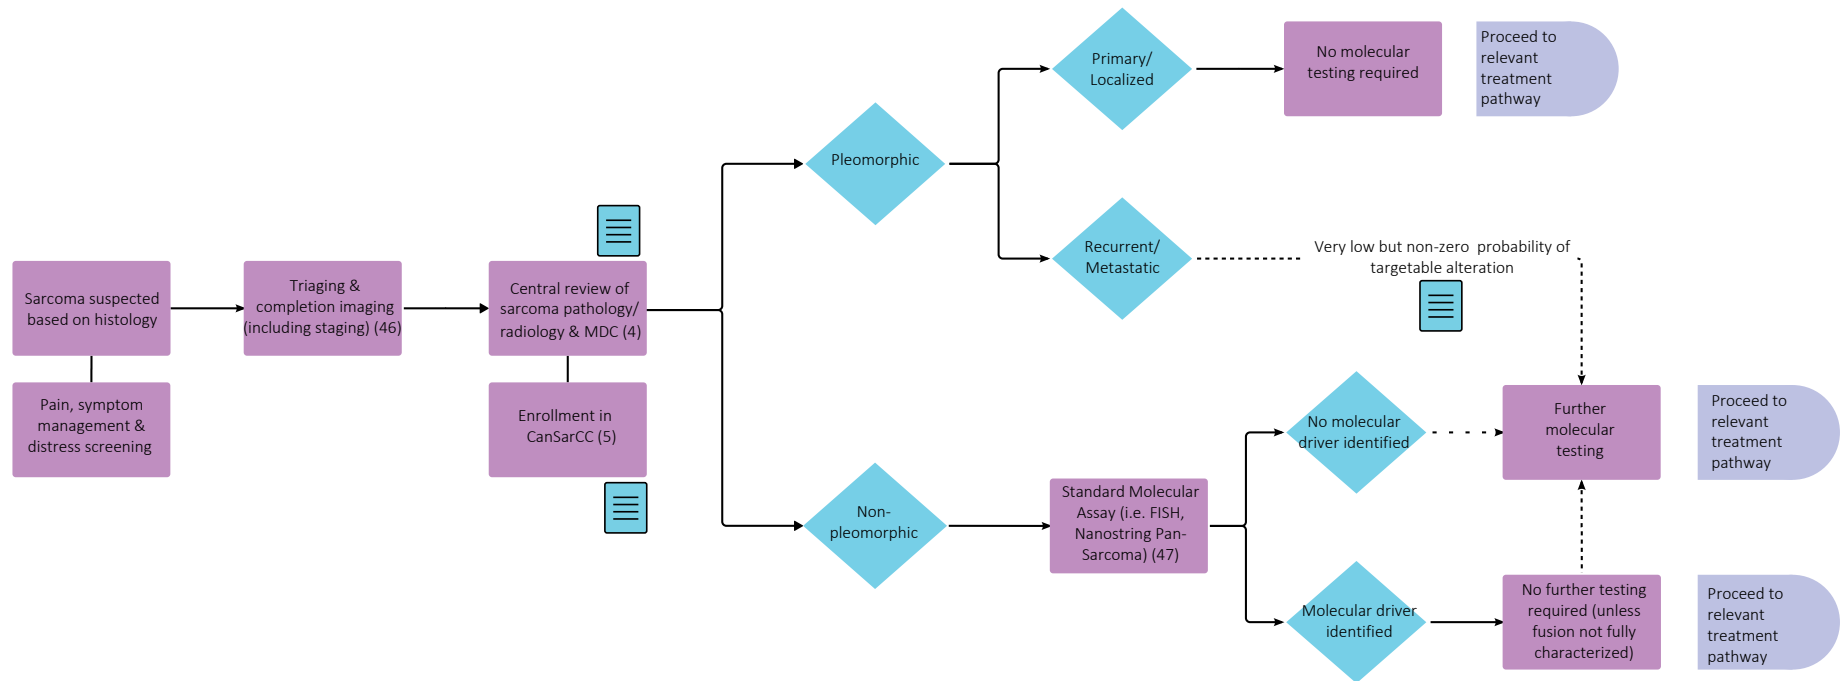 Sarcoma suspected
based on histology
Pain, symptom
management &
distress screening
Triaging &
completion imaging
(including staging) (46)
Central review of
sarcoma pathology/
radiology & MDC (4)
Enrollment in
CanSarCC (5)
Pleomorphic
Primary/
Localized
No molecular
testing required
Proceed to
relevant
treatment
pathway
Recurrent/
Metastatic
Very low but non-zero probability of
targetable alteration
Non-
pleomorphic
Standard Molecular
Assay (i.e. FISH,
Nanostring Pan-
Sarcoma) (47)
No molecular
driver identified
Further
molecular
testing
Proceed to
relevant
treatment
pathway
Molecular driver
identified
No further testing
required (unless
fusion not fully
characterized)
Proceed to
relevant
treatment
pathway